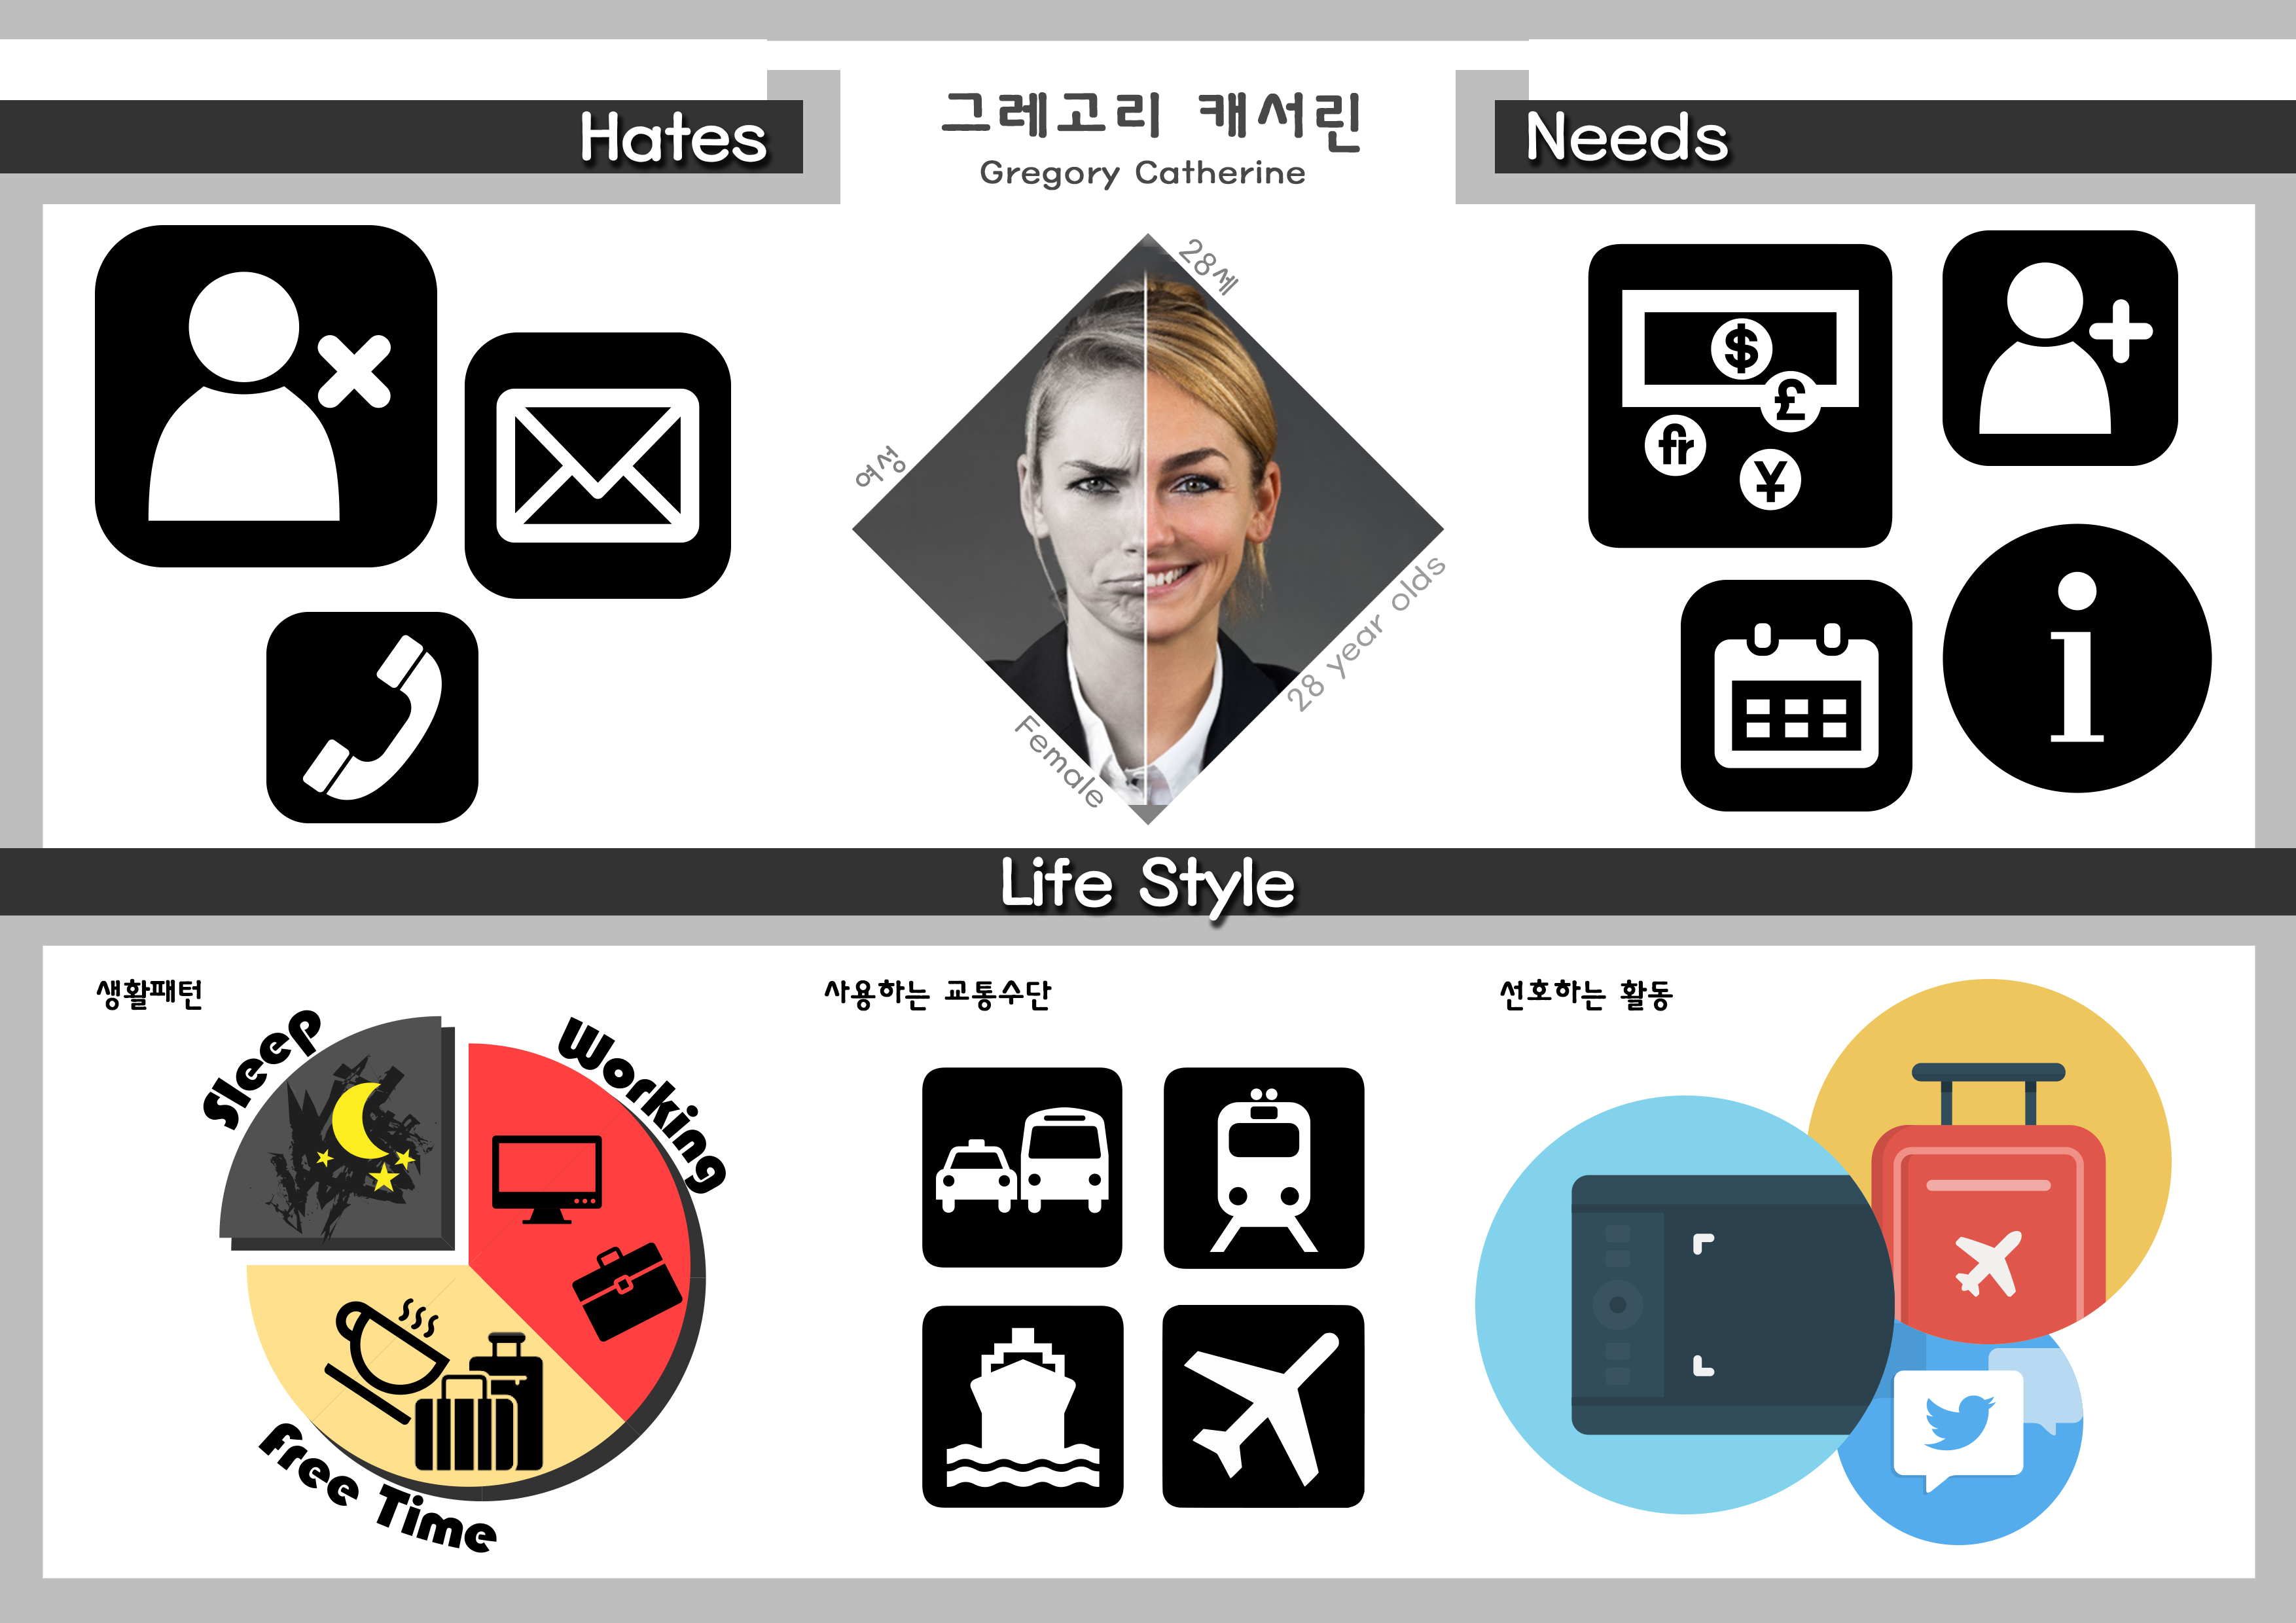 그레고리 캐서린
Gregory Catherine
Hates
Needs
28세
여성
28 year olds
Female
$
£
fr
¥
i
Life Style
생활패턴
Sleep
Working
Free Time
사용하는 교통수단
선호하는 활동